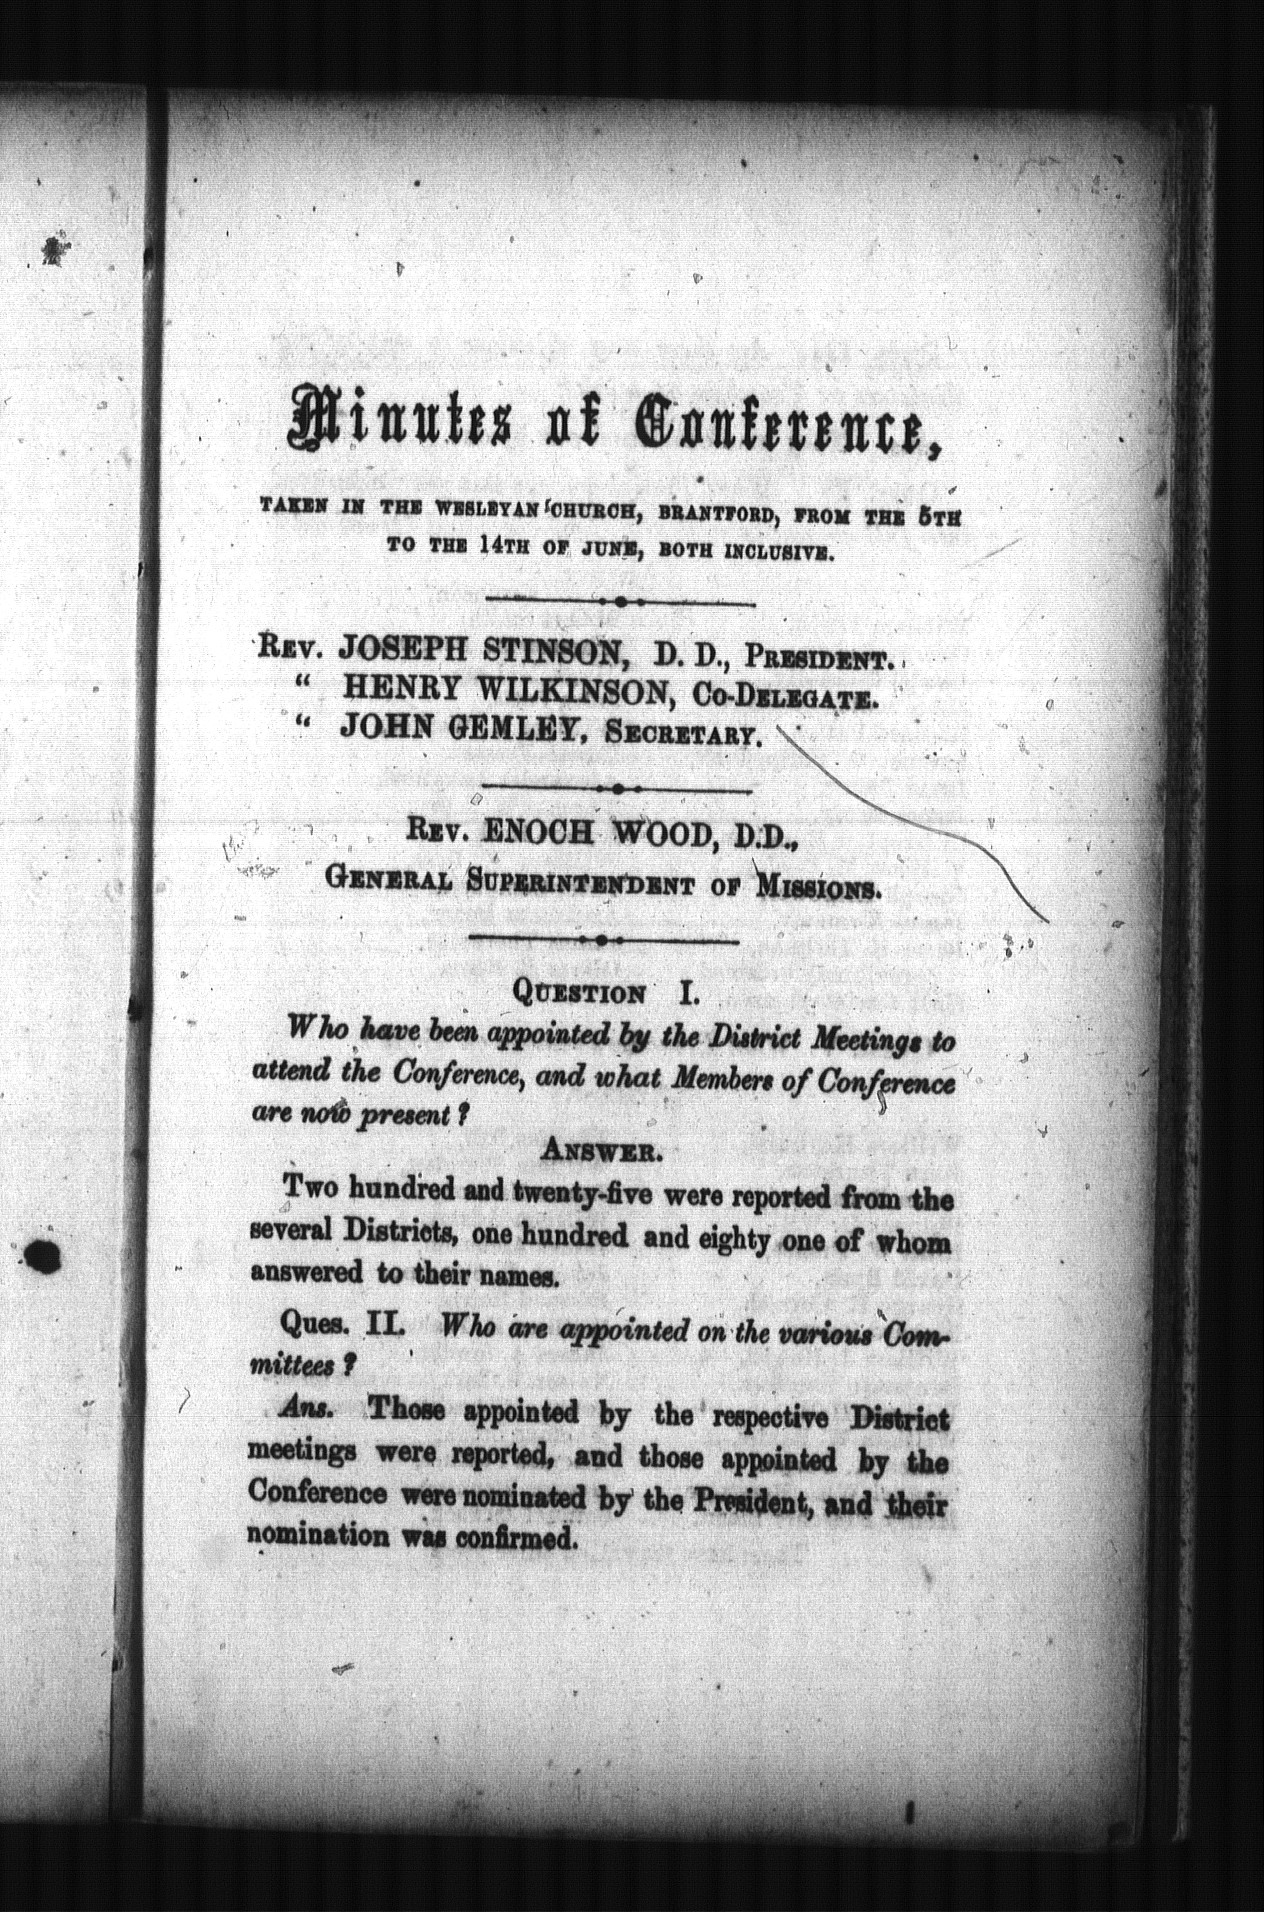 Minutes of Conference,
TAKEN IN THE WESLEYAN CHURCH, BRANTFORD, FROM THE 5TH
TO THE 14TH OF JUNE, BOTH INCLUSIVE.
REV. JOSEPH STINSON, D. D., PRESIDENT.
" HENRY WILKINSON, CO-DELEGATE.
" JOHN GEMLEY, SECRETARY.
REV. ENOCH WOOD, D.D.,
GENERAL SUPERINTENDENT OF MISSIONS.
QUESTION I.
Who have been appointed by the District Meetings to
attend the Conference, and what Members of Conference
are now present?
ANSWER.
Two hundred and twenty-five were reported from the
several Districts, one hundred and eighty one of whom
answered to their names.
Ques. II. Who are appointed on the various Com-
mittees?
Ans. Those appointed by the respective District
meetings were reported, and those appointed by the
Conference were nominated by the President, and their
nomination was confirmed.